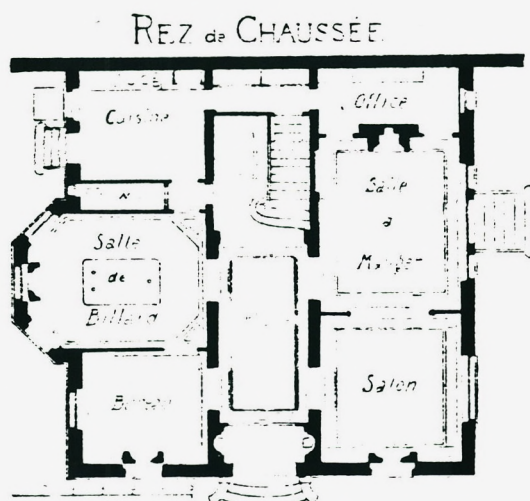 REZ de CHAUSSÉE
Cuisine
Office
Salle
a
Manger
Salle
de
Billard
Bureau
Salon